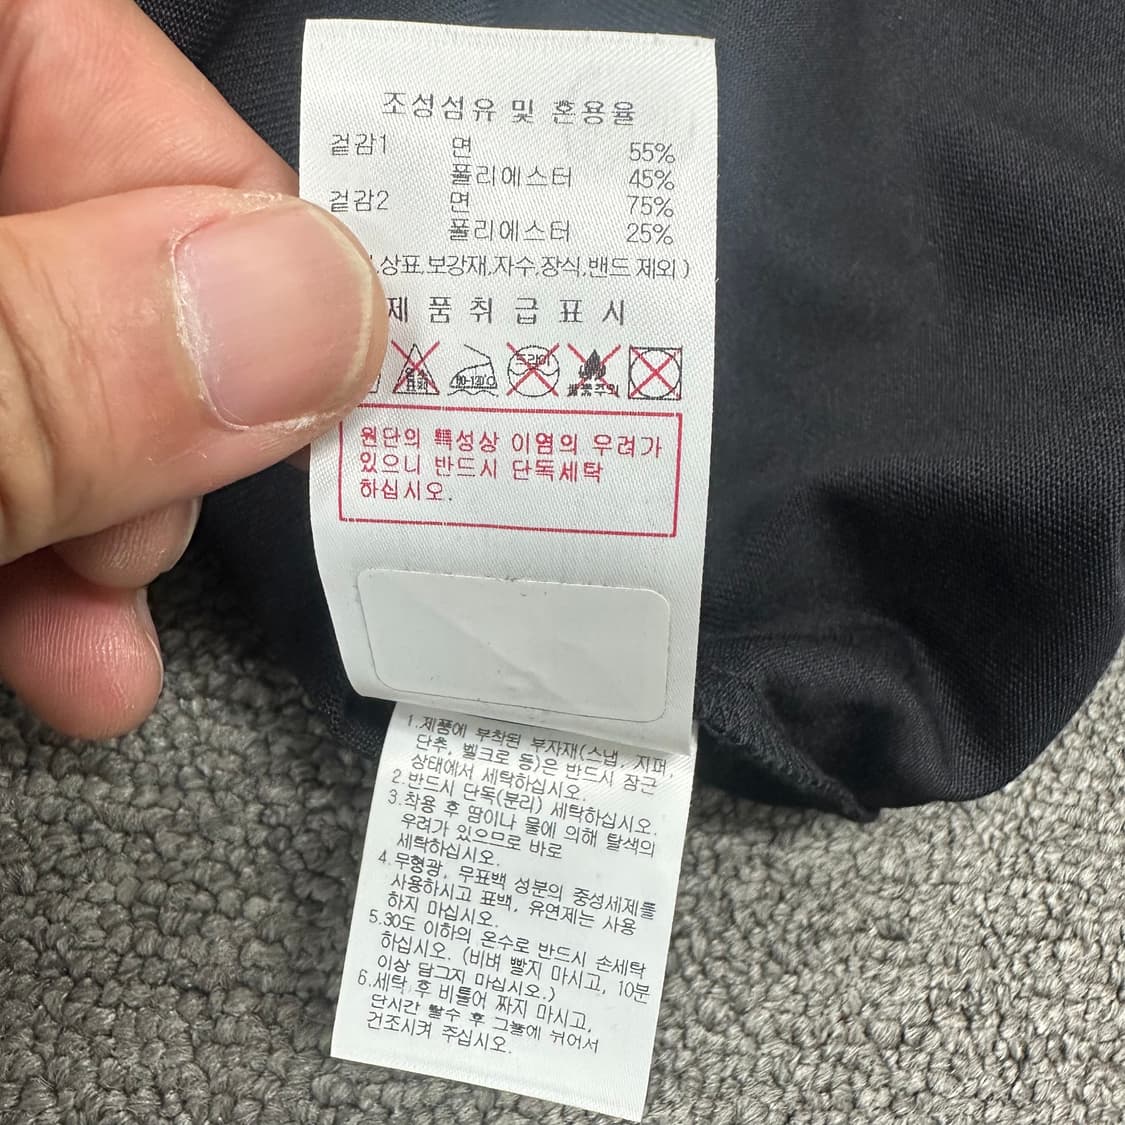 조성섬유 및 혼용율
겉감1 면 55%
폴리에스터 45%
겉감2 면 75%
폴리에스터 25%
,상표,보강재,자수,장식,밴드 제외)
제품취급표시
드라이
80-120℃
원단의 특성상 이염의 우려가
있으니 반드시 단독세탁
하십시오.
1.제품에 부착된 부자재(스냅, 지퍼,
단추, 벨크로 등)은 반드시 잠근
상태에서 세탁하십시오.
2.반드시 단독(분리) 세탁하십시오.
3.착용 후 땀이나 물에 의해 탈색의
우려가 있으므로 바로
세탁하십시오.
4.무형광, 무표백 성분의 중성세제를
사용하시고 표백, 유연제는 사용
하지 마십시오.
5.30도 이하의 온수로 반드시 손세탁
하십시오. (비벼 빨지 마시고, 10분
이상 담그지 마십시오.)
6.세탁 후 비틀어 짜지 마시고,
단시간 탈수 후 그늘에 뉘어서
건조시켜 주십시오.